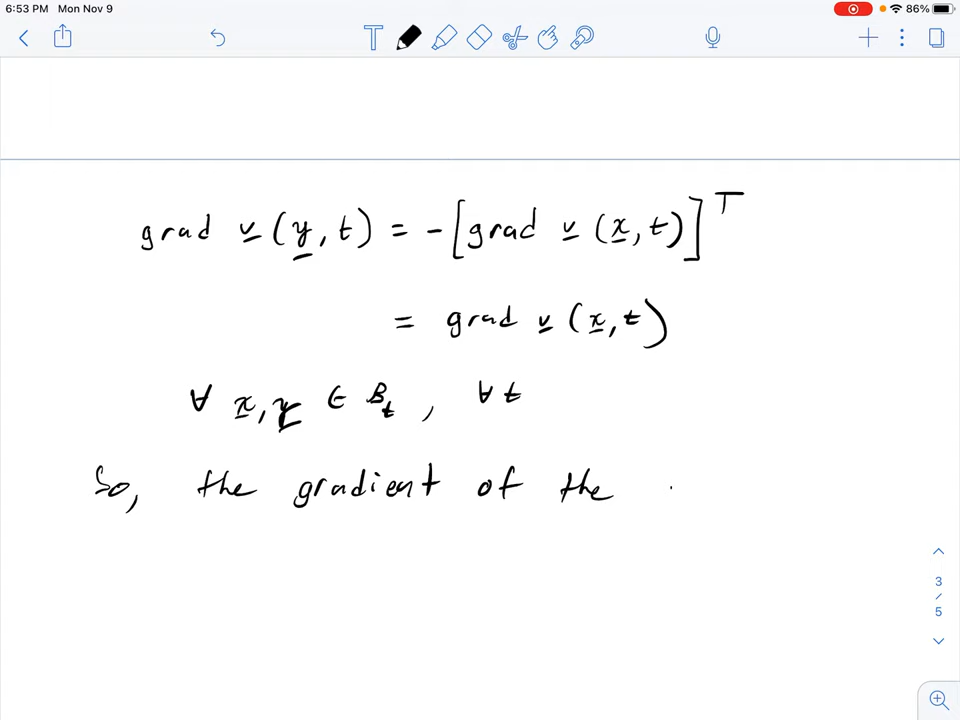 6:53 PM Mon Nov 9
86%
grad v(y, t) = -[grad v(x, t)]ᵀ
= grad v(x, t)
∀ x, y ∈ Bₜ, ∀ t
So, the gradient of the
3
/
5